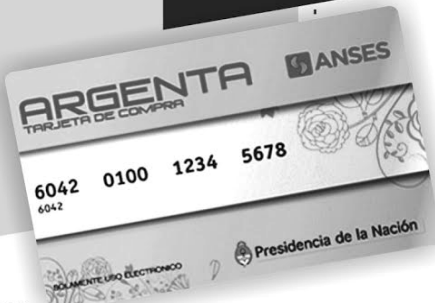 ARGENTA
TARJETA DE COMPRA
ANSES
6042 0100 1234 5678
6042
SOLAMENTE USO ELECTRONICO
Presidencia de la Nación